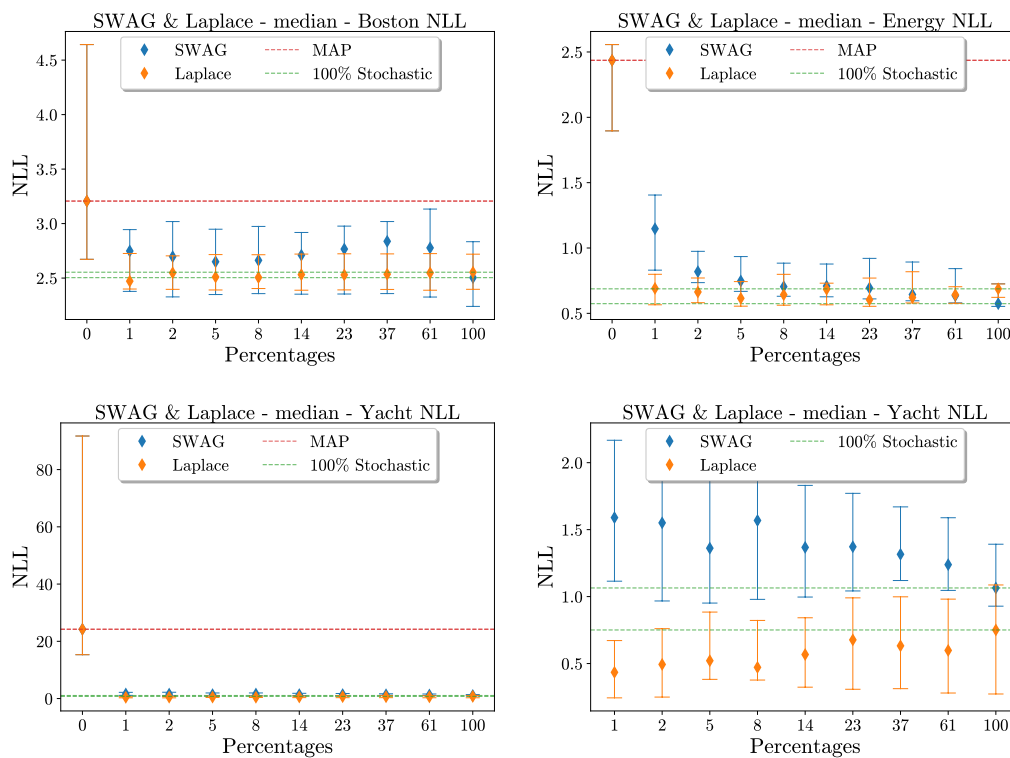 SWAG & Laplace - median - Boston NLL
SWAG
Laplace
MAP
100% Stochastic
NLL
4.5
4.0
3.5
3.0
2.5
0 1 2 5 8 14 23 37 61 100
Percentages
SWAG & Laplace - median - Energy NLL
SWAG
Laplace
MAP
100% Stochastic
NLL
2.5
2.0
1.5
1.0
0.5
0 1 2 5 8 14 23 37 61 100
Percentages
SWAG & Laplace - median - Yacht NLL
SWAG
Laplace
MAP
100% Stochastic
NLL
80
60
40
20
0
0 1 2 5 8 14 23 37 61 100
Percentages
SWAG & Laplace - median - Yacht NLL
SWAG
Laplace
100% Stochastic
NLL
2.0
1.5
1.0
0.5
1 2 5 8 14 23 37 61 100
Percentages